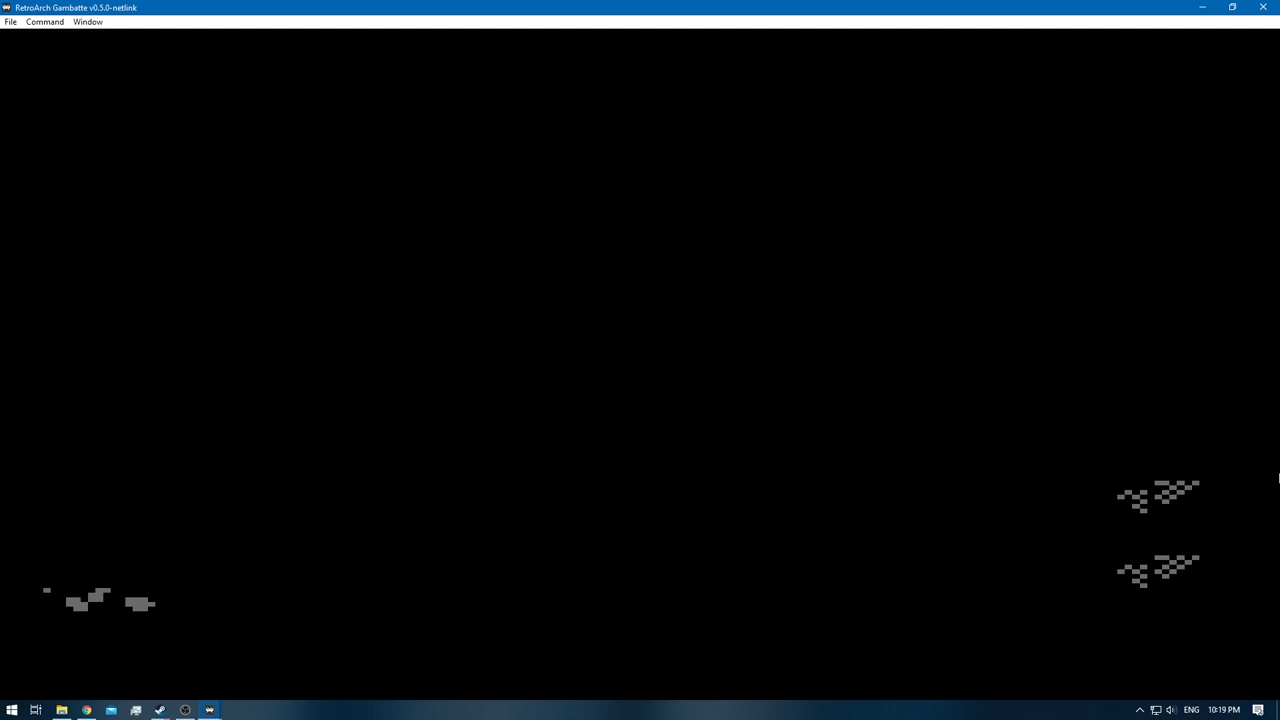 RetroArch Gambatte v0.5.0-netlink
File Command Window
ENG 10:19 PM